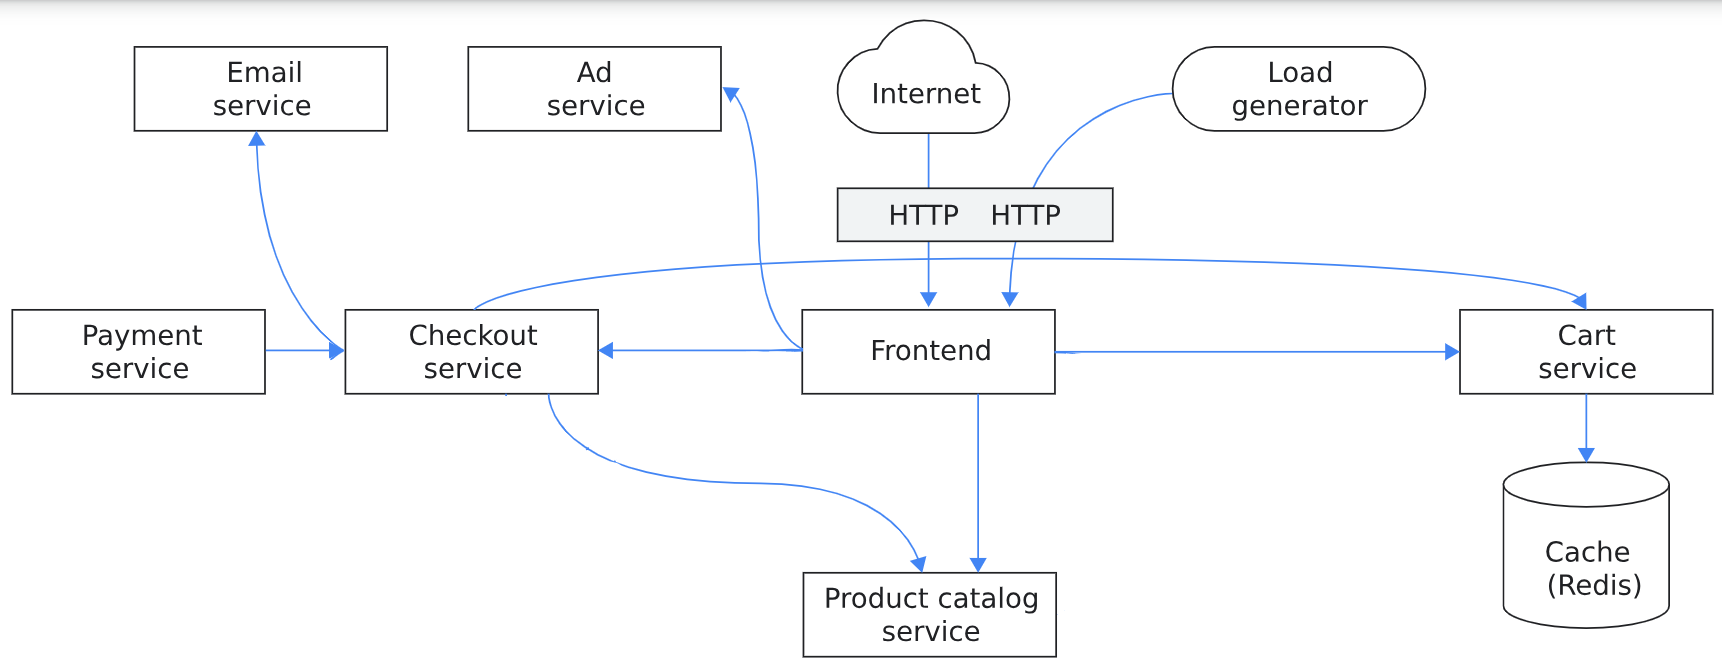 Email
service
Ad
service
Internet
Load
generator
HTTP HTTP
Payment
service
Checkout
service
Frontend
Cart
service
Cache
(Redis)
Product catalog
service